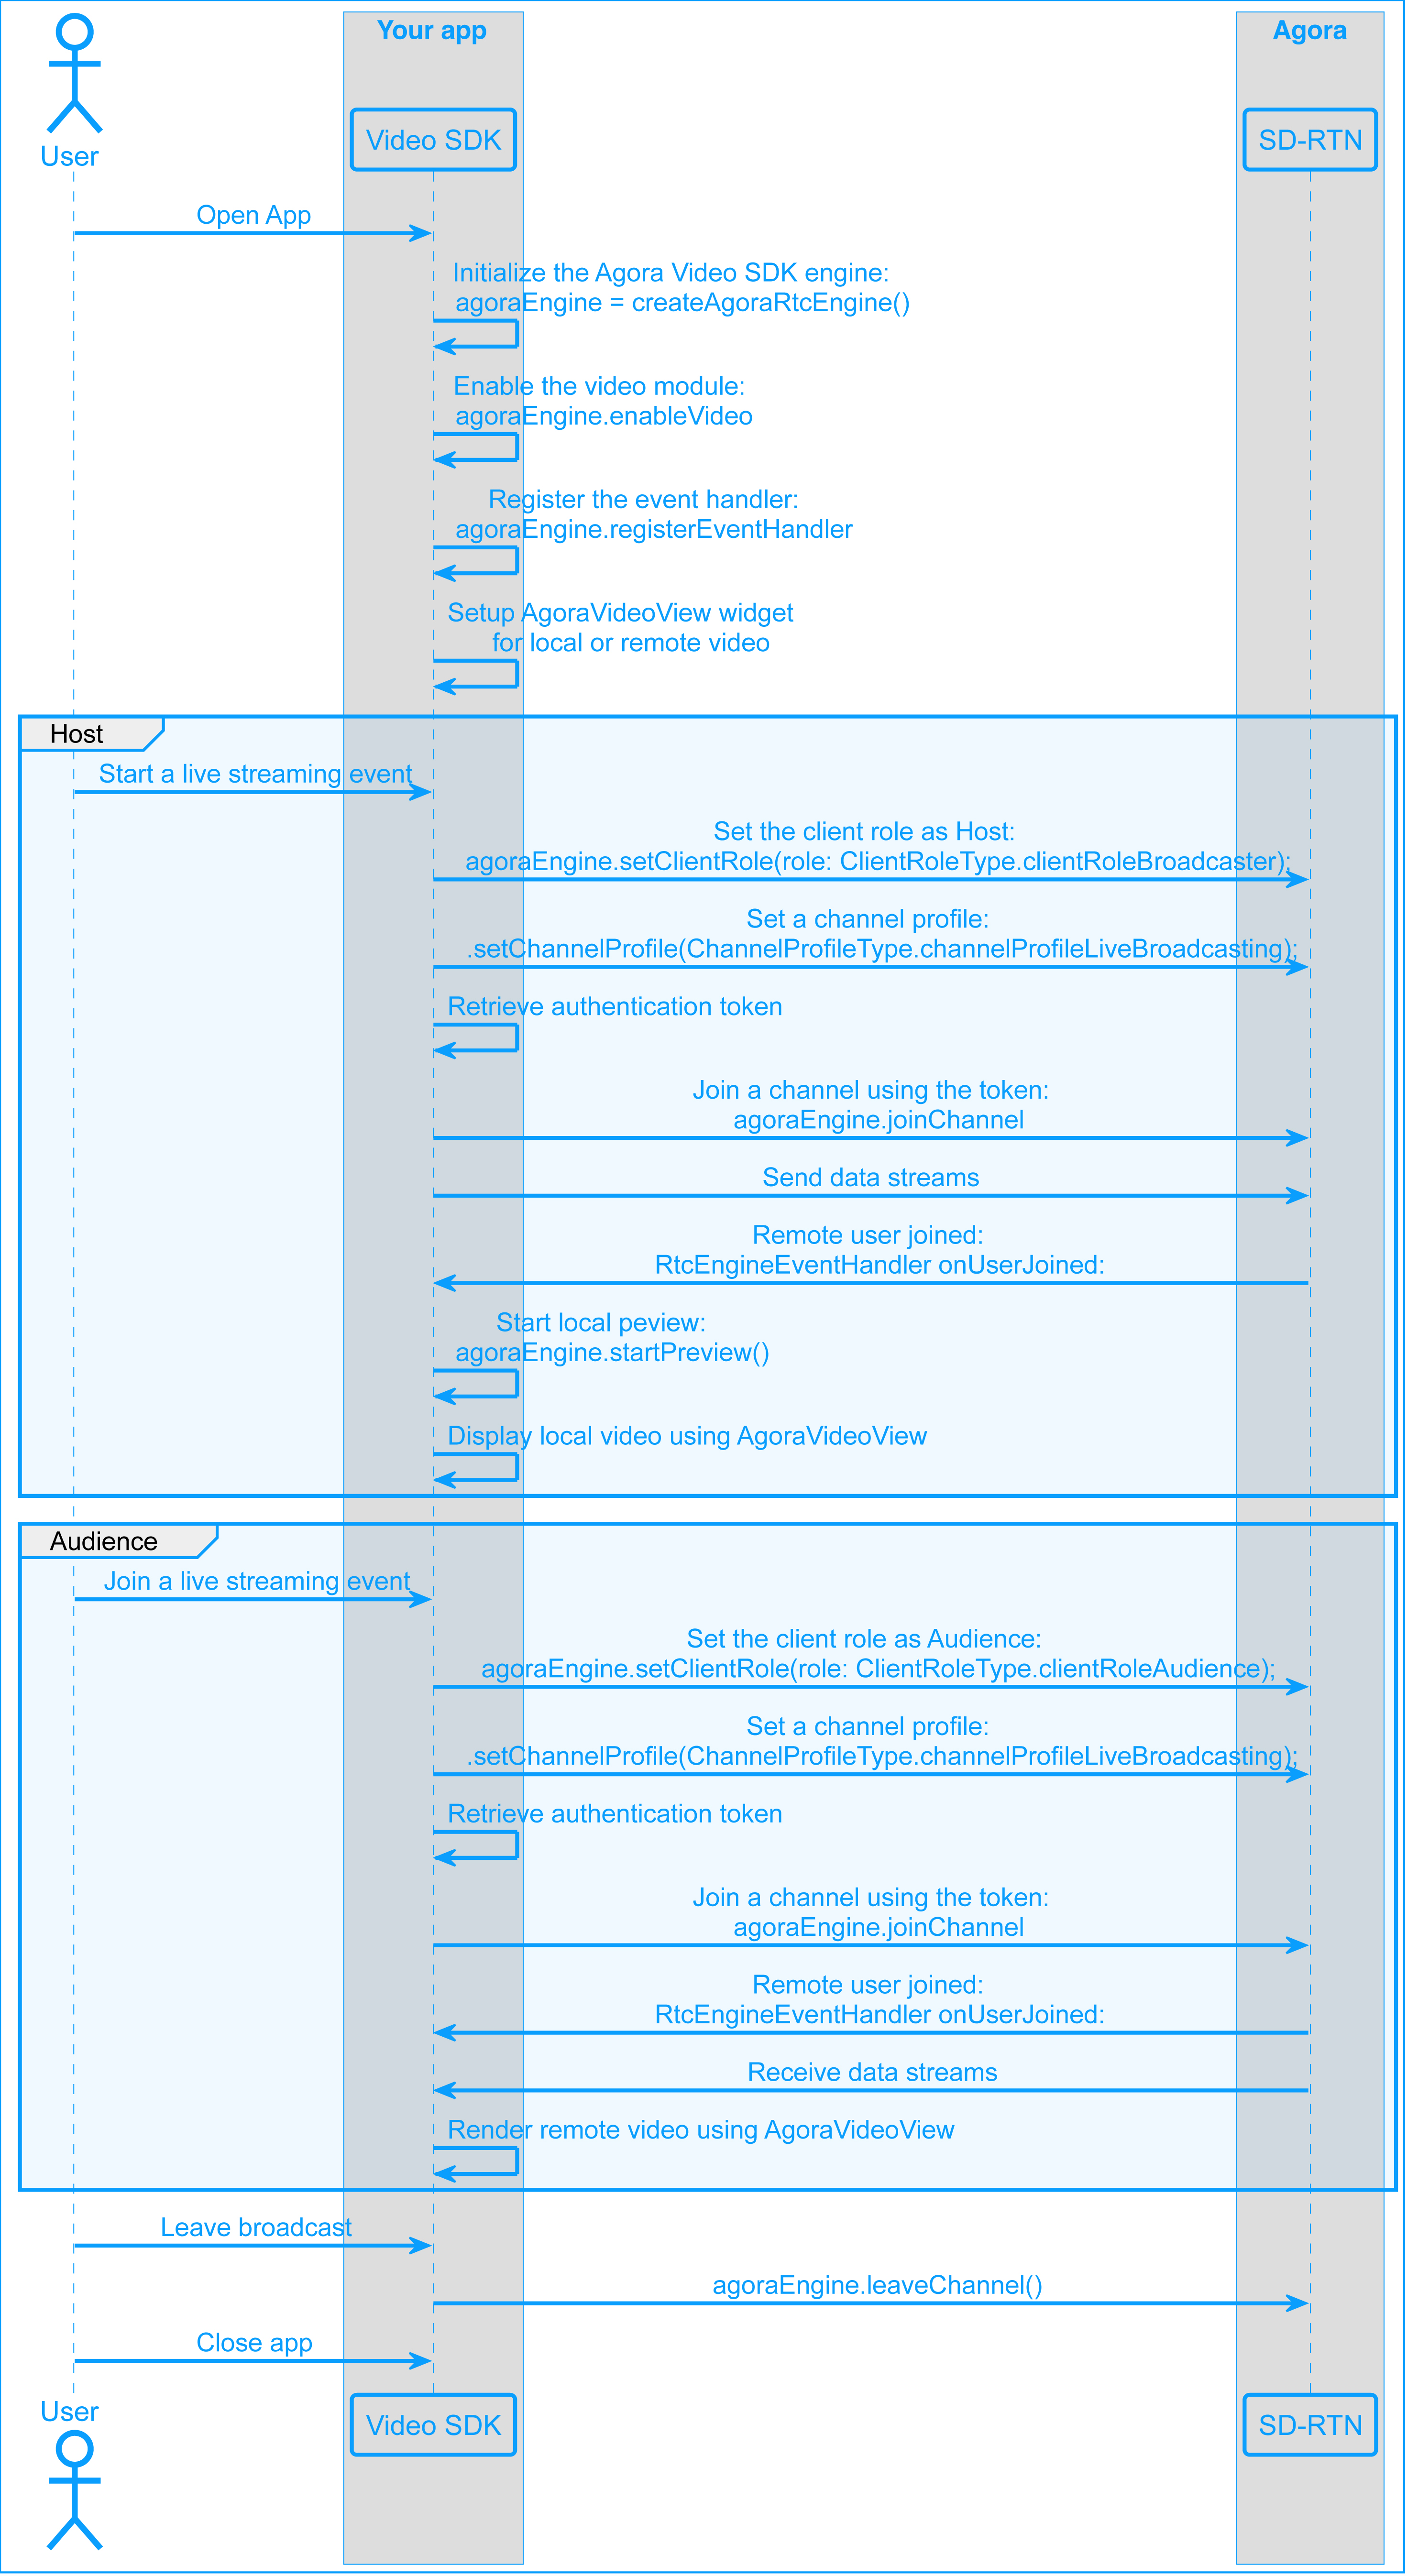 Your app
Agora
Video SDK
SD-RTN
User
Open App
Initialize the Agora Video SDK engine:
agoraEngine = createAgoraRtcEngine()
Enable the video module:
agoraEngine.enableVideo
Register the event handler:
agoraEngine.registerEventHandler
Setup AgoraVideoView widget
for local or remote video
Host
Start a live streaming event
Set the client role as Host:
agoraEngine.setClientRole(role: ClientRoleType.clientRoleBroadcaster);
Set a channel profile:
.setChannelProfile(ChannelProfileType.channelProfileLiveBroadcasting);
Retrieve authentication token
Join a channel using the token:
agoraEngine.joinChannel
Send data streams
Remote user joined:
RtcEngineEventHandler onUserJoined:
Start local peview:
agoraEngine.startPreview()
Display local video using AgoraVideoView
Audience
Join a live streaming event
Set the client role as Audience:
agoraEngine.setClientRole(role: ClientRoleType.clientRoleAudience);
Set a channel profile:
.setChannelProfile(ChannelProfileType.channelProfileLiveBroadcasting);
Retrieve authentication token
Join a channel using the token:
agoraEngine.joinChannel
Remote user joined:
RtcEngineEventHandler onUserJoined:
Receive data streams
Render remote video using AgoraVideoView
Leave broadcast
agoraEngine.leaveChannel()
Close app
User
Video SDK
SD-RTN